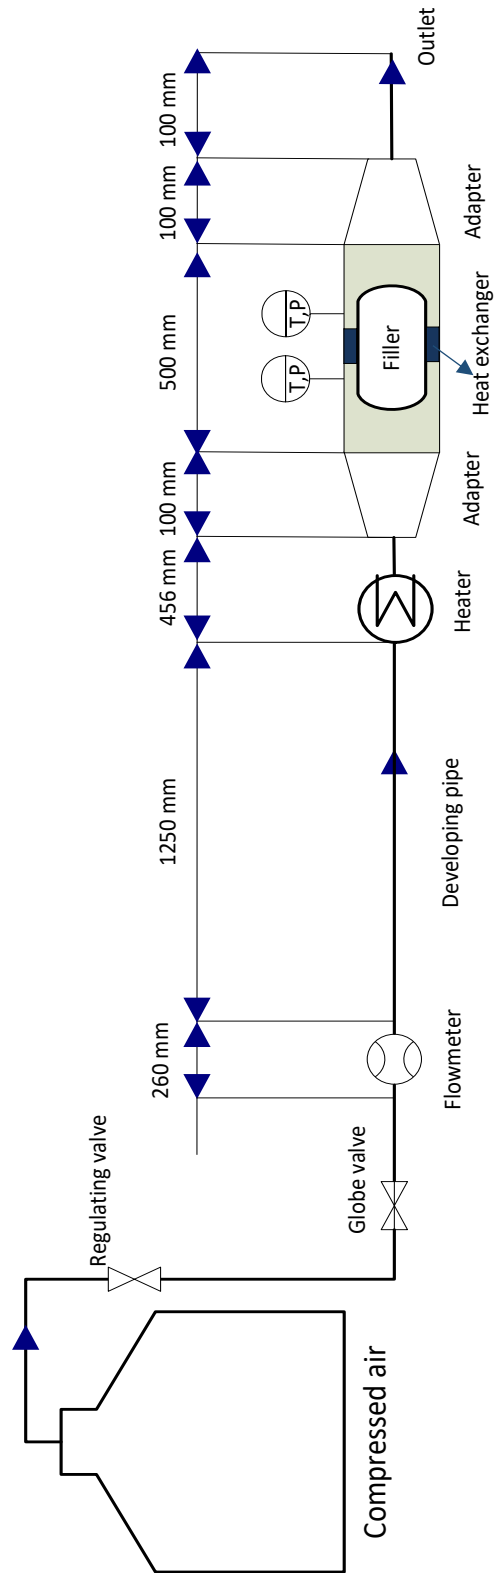 Compressed air
Regulating valve
Globe valve
260 mm
1250 mm
456 mm
100 mm
500 mm
100 mm
100 mm
Flowmeter
Developing pipe
Heater
Adapter
T,P
T,P
Filler
Heat exchanger
Adapter
Outlet